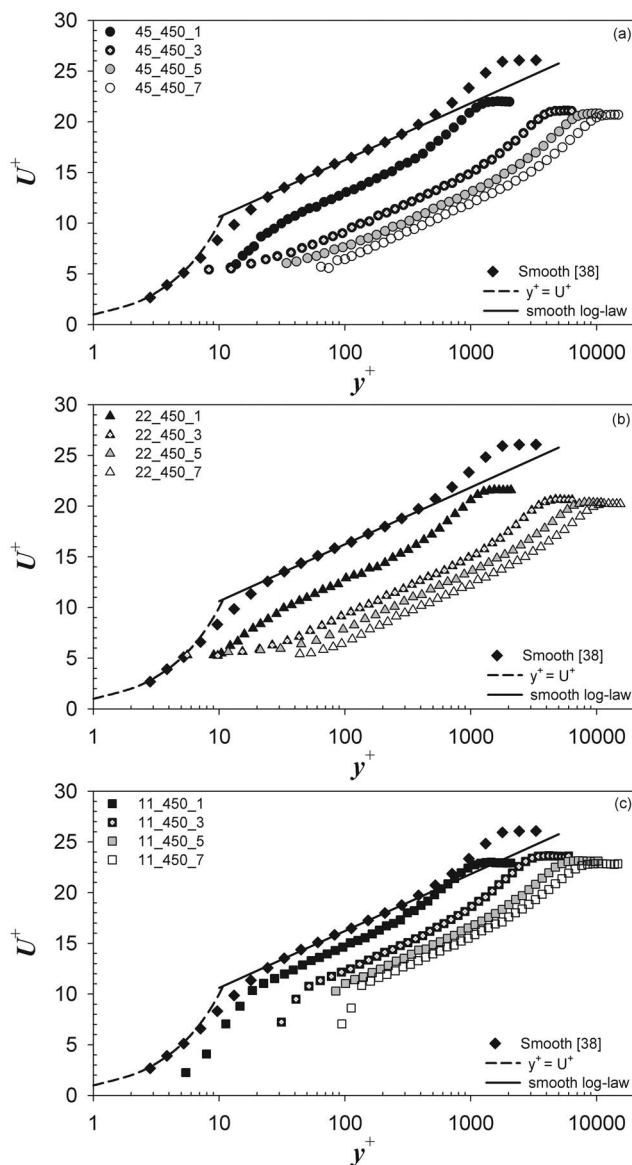 30
25
20
15
10
5
0
U+
45_450_1
45_450_3
45_450_5
45_450_7
(a)
Smooth [38]
y+ = U+
smooth log-law
1 10 100 1000 10000
y+
30
25
20
15
10
5
0
U+
22_450_1
22_450_3
22_450_5
22_450_7
(b)
Smooth [38]
y+ = U+
smooth log-law
1 10 100 1000 10000
y+
30
25
20
15
10
5
0
U+
11_450_1
11_450_3
11_450_5
11_450_7
(c)
Smooth [38]
y+ = U+
smooth log-law
1 10 100 1000 10000
y+